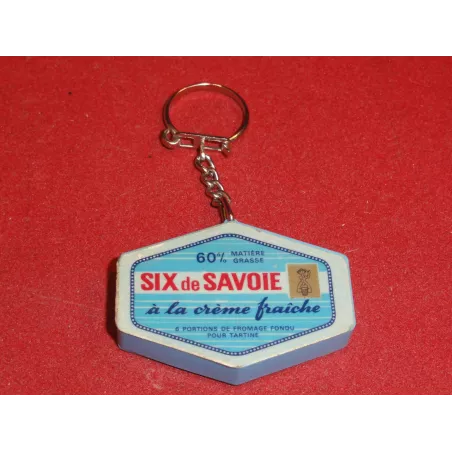 60% MATIÈRE GRASSE
SIX de SAVOIE
à la crème fraîche
6 PORTIONS DE FROMAGE FONDU
POUR TARTINE